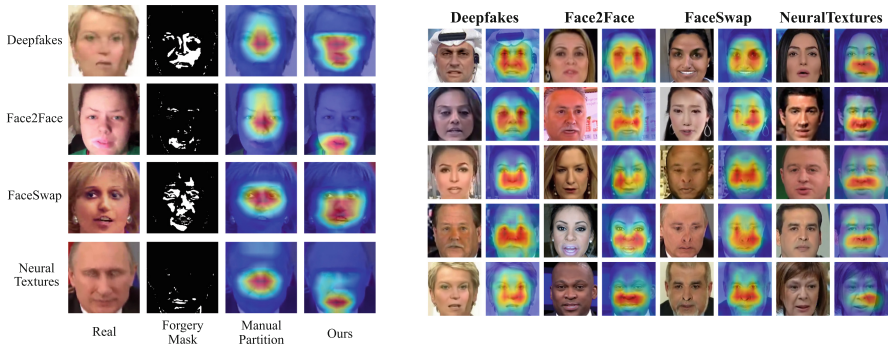 Deepfakes
Face2Face
FaceSwap
Neural
Textures
Real
Forgery
Mask
Manual
Partition
Ours
Deepfakes Face2Face FaceSwap NeuralTextures